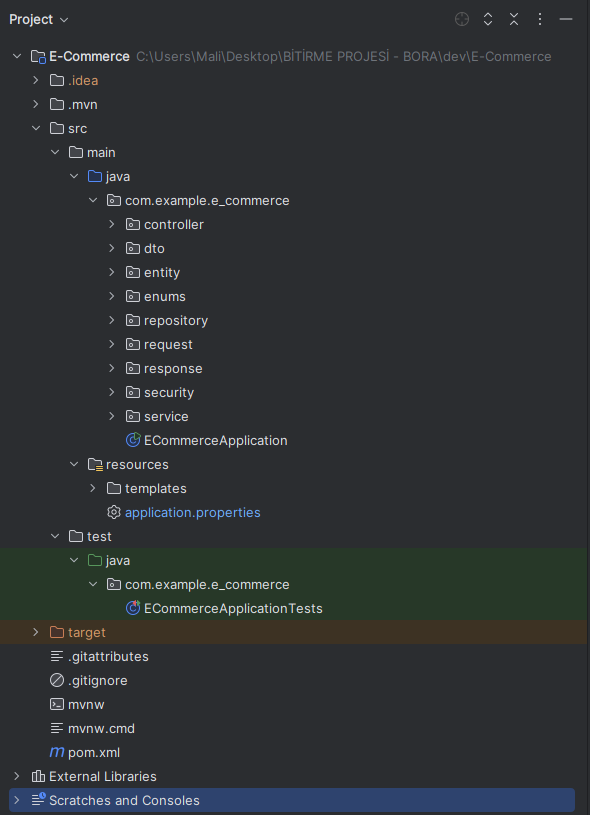 Project
E-Commerce C:\Users\Mali\Desktop\BİTİRME PROJESİ - BORA\dev\E-Commerce
.idea
.mvn
src
main
java
com.example.e_commerce
controller
dto
entity
enums
repository
request
response
security
service
ECommerceApplication
resources
templates
application.properties
test
java
com.example.e_commerce
ECommerceApplicationTests
target
.gitattributes
.gitignore
mvnw
mvnw.cmd
pom.xml
External Libraries
Scratches and Consoles